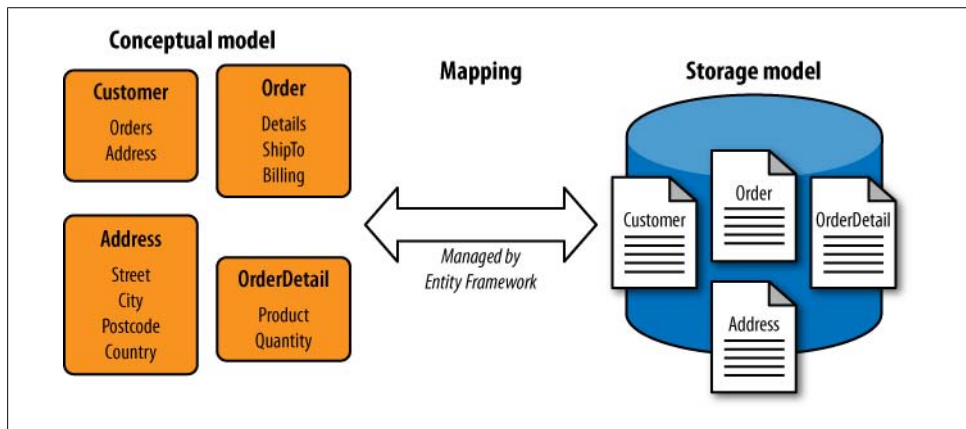 Conceptual model
Customer
Orders
Address
Order
Details
ShipTo
Billing
Address
Street
City
Postcode
Country
OrderDetail
Product
Quantity
Mapping
Managed by
Entity Framework
Storage model
Customer
Order
OrderDetail
Address